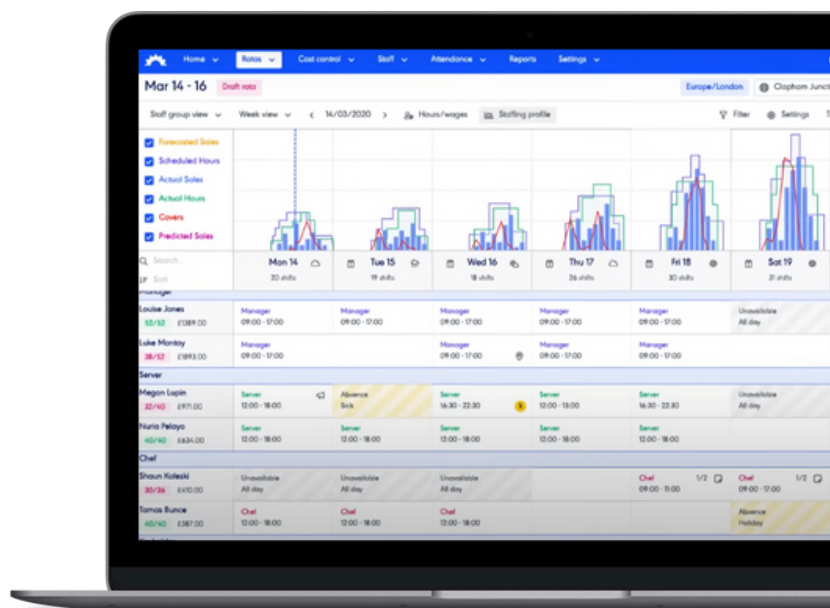 Home Rotas Cost control Staff Attendance Reports Settings
Mar 14 - 16 Draft rota Europe/London Clapham Juncti
Staff group view Week view < 14/03/2020 > Hours/wages Staffing profile Filter Settings
Forecasted Sales
Scheduled Hours
Actual Sales
Actual Hours
Covers
Predicted Sales
Search... Mon 14 Tue 15 Wed 16 Thu 17 Fri 18 Sat 19
Sort 20 shifts 19 shifts 18 shifts 26 shifts 30 shifts 31 shifts
Manager
Louise Jones Manager Manager Manager Manager Manager Unavailable
52/52 £1389.00 09:00 - 17:00 09:00 - 17:00 09:00 - 17:00 09:00 - 17:00 09:00 - 17:00 All day
Luke Montay Manager Manager Manager Manager
38/52 £1893.00 09:00 - 17:00 09:00 - 17:00 09:00 - 17:00 09:00 - 17:00
Server
Megan Lupin Server Absence Server Server Server Unavailable
32/40 £971.00 12:00 - 18:00 Sick 16:30 - 22:30 12:00 - 13:00 16:30 - 22:30 All day
Nuria Pelayo Server Server Server Server Server
40/40 £634.00 12:00 - 18:00 12:00 - 18:00 12:00 - 18:00 12:00 - 18:00 12:00 - 18:00
Chef
Shaun Koleski Unavailable Unavailable Unavailable Chef 1/2 Chef 1/2
30/36 £410.00 All day All day All day 09:00 - 11:00 09:00 - 17:00
Tomas Bunce Chef Chef Chef Absence
40/40 £387.00 12:00 - 18:00 12:00 - 18:00 12:00 - 18:00 Holiday